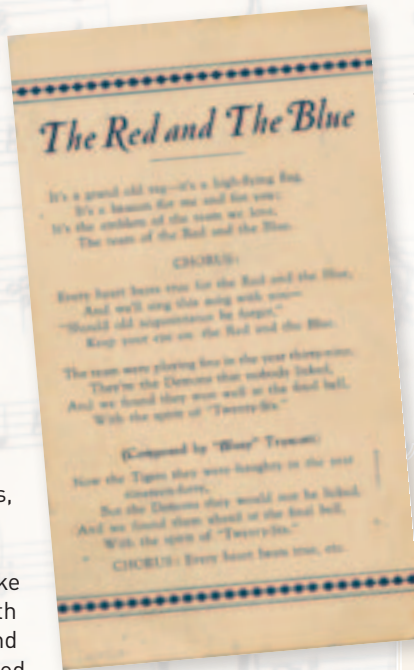 The Red and The Blue
It's a grand old rag—it's a high-flying flag,
It's a beacon for me and for you;
It's the emblem of the team we love,
The team of the Red and the Blue.
CHORUS:
Every heart beats true for the Red and the Blue,
And we'll sing this song with
"Should old acquaintance be forgot,"
Keep your eye on the Red and the Blue.
The team were playing fine in the year thirty-nine,
They're the Demons that nobody licked,
And we found they won well at the final bell,
With the spirit of "Twenty-Six."
(Composed by "Bluey" Truscott)
Now the Tigers they were haughty in the year
nineteen-forty,
But the Demons they would not be licked,
And we found them ahead at the final bell,
With the spirit of "Twenty-Six."
CHORUS: Every heart beats true, etc.
s,
ke
th
nd
ed